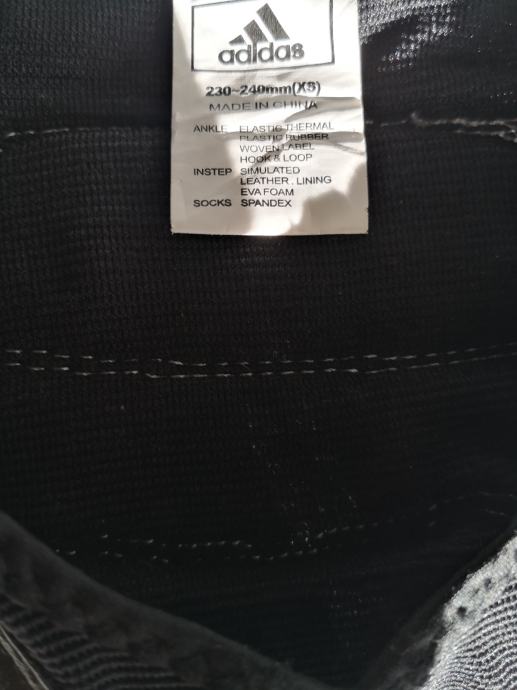 adidas
230~240mm(XS)
MADE IN CHINA
ANKLE ELASTIC THERMAL
PLASTIC RUBBER
WOVEN LABEL
HOOK & LOOP
INSTEP SIMULATED
LEATHER , LINING
EVA FOAM
SOCKS SPANDEX